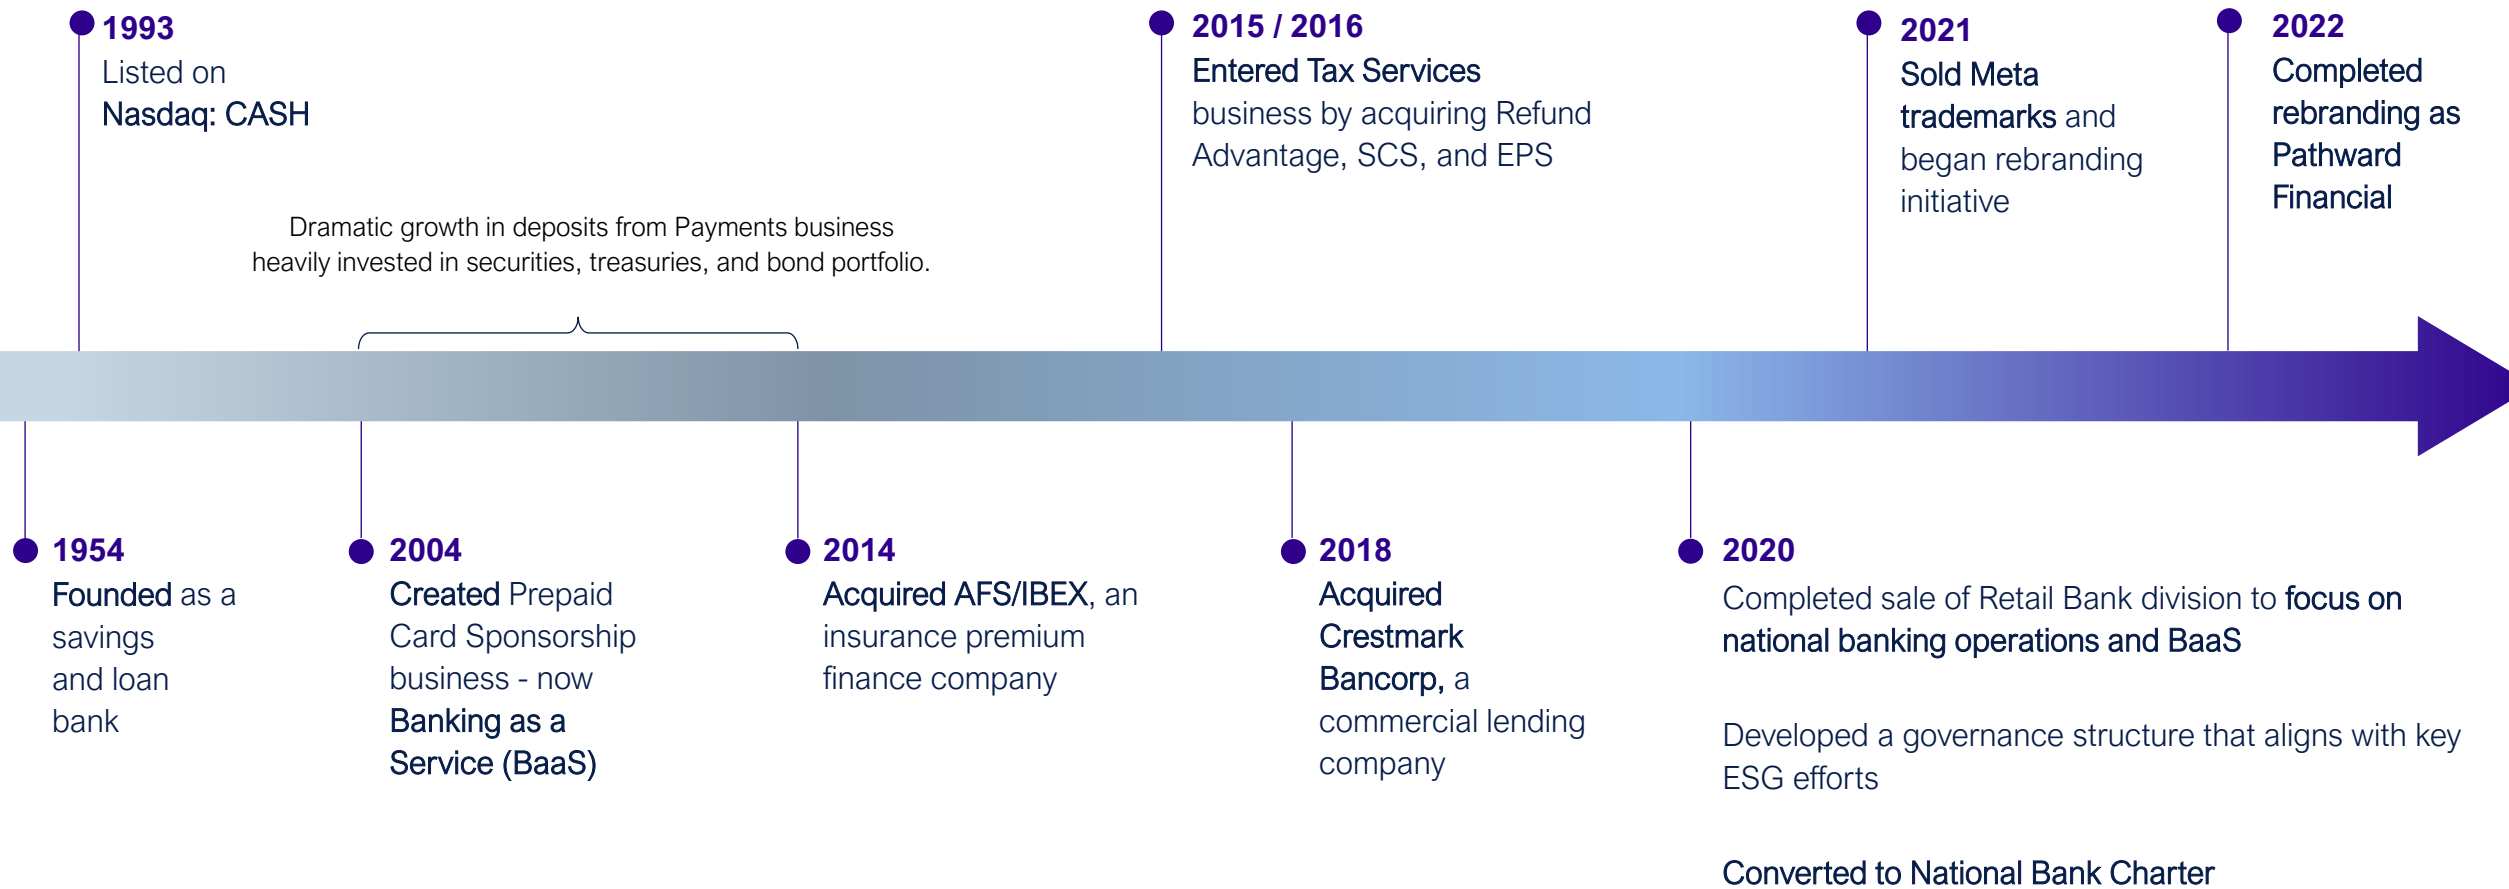 1993
Listed on
Nasdaq: CASH
2015 / 2016
Entered Tax Services
business by acquiring Refund
Advantage, SCS, and EPS
2021
Sold Meta
trademarks and
began rebranding
initiative
2022
Completed
rebranding as
Pathward
Financial
Dramatic growth in deposits from Payments business
heavily invested in securities, treasuries, and bond portfolio.
1954
Founded as a
savings
and loan
bank
2004
Created Prepaid
Card Sponsorship
business - now
Banking as a
Service (BaaS)
2014
Acquired AFS/IBEX, an
insurance premium
finance company
2018
Acquired
Crestmark
Bancorp, a
commercial lending
company
2020
Completed sale of Retail Bank division to focus on
national banking operations and BaaS
Developed a governance structure that aligns with key
ESG efforts
Converted to National Bank Charter